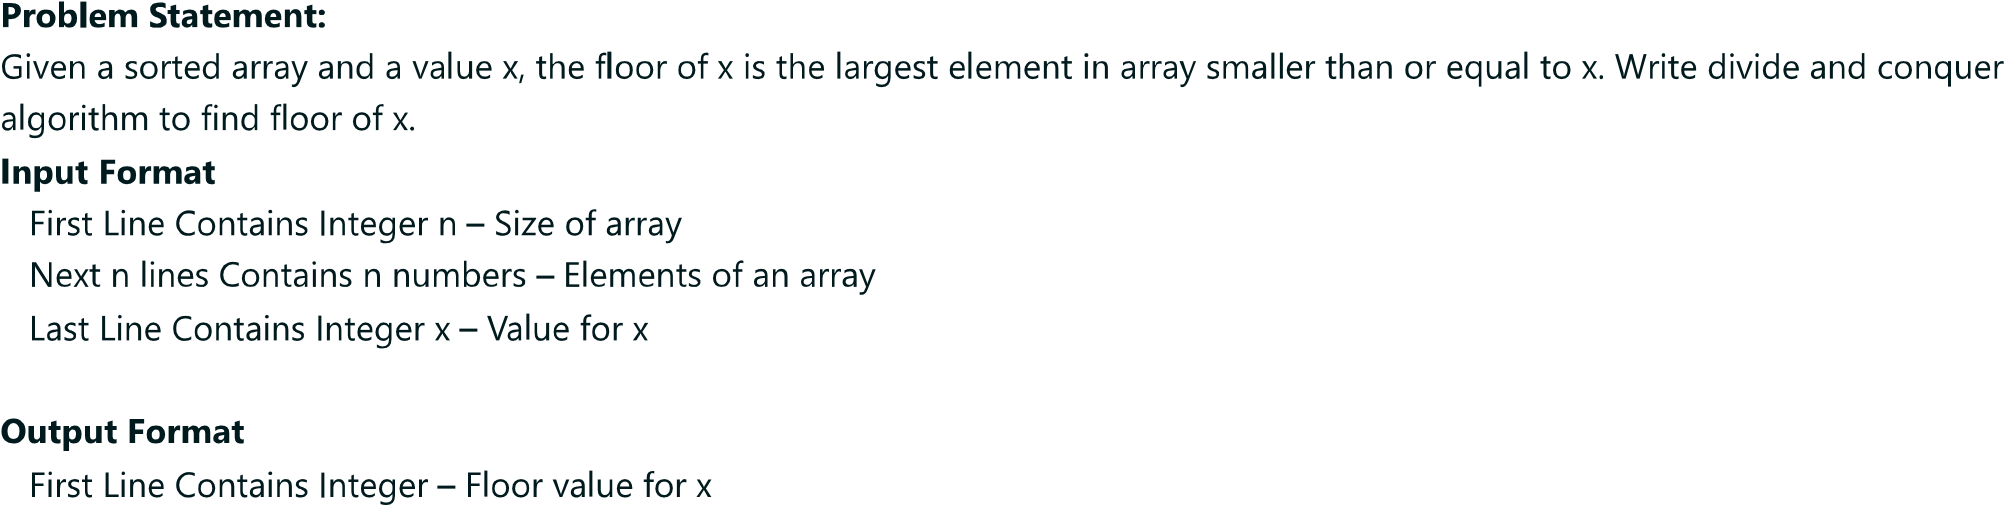 Problem Statement:
Given a sorted array and a value x, the floor of x is the largest element in array smaller than or equal to x. Write divide and conquer
algorithm to find floor of x.
Input Format
First Line Contains Integer n – Size of array
Next n lines Contains n numbers – Elements of an array
Last Line Contains Integer x – Value for x
Output Format
First Line Contains Integer – Floor value for x